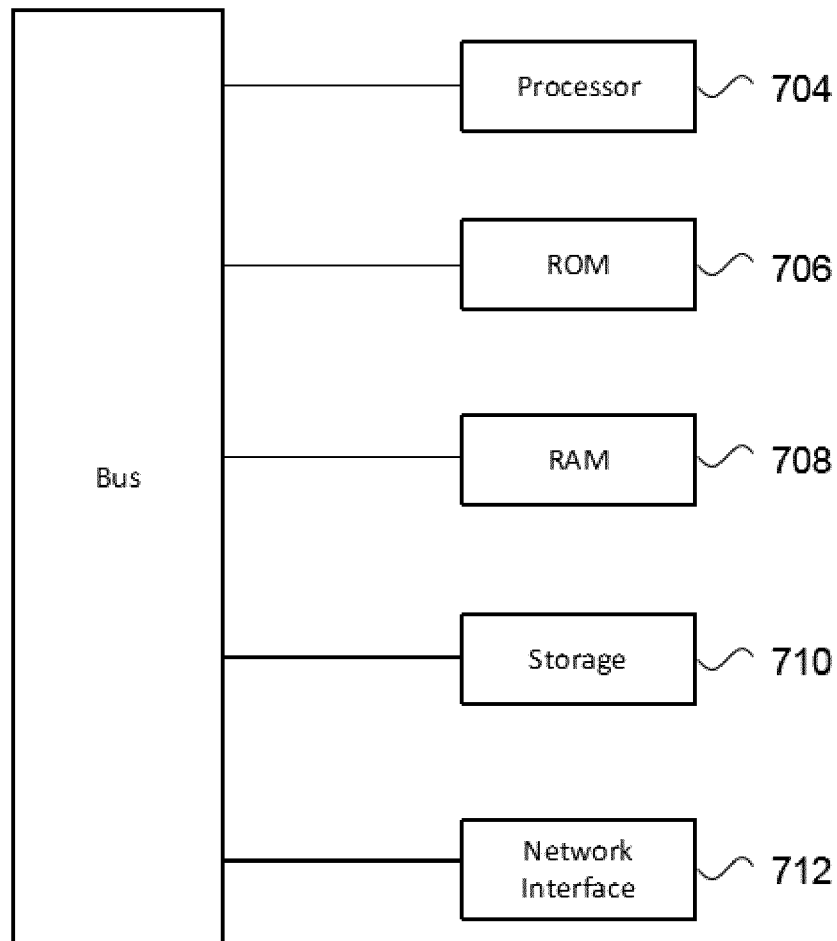 Processor
704
ROM
706
Bus
RAM
708
Storage
710
Network
Interface
712